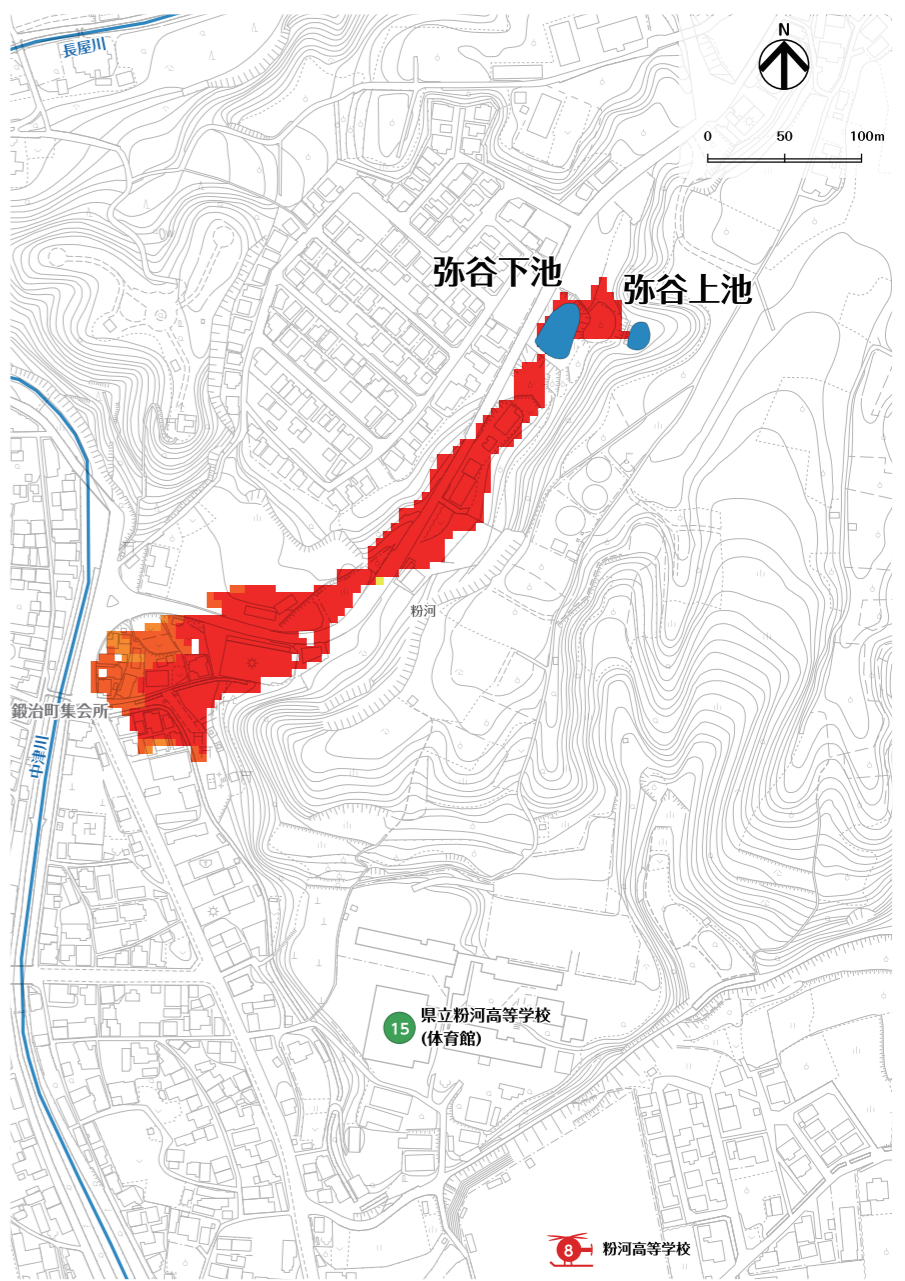 長屋川
N
0 50 100m
弥谷下池
弥谷上池
粉河
鍛治町集会所
中津川
15
県立粉河高等学校
(体育館)
8
粉河高等学校